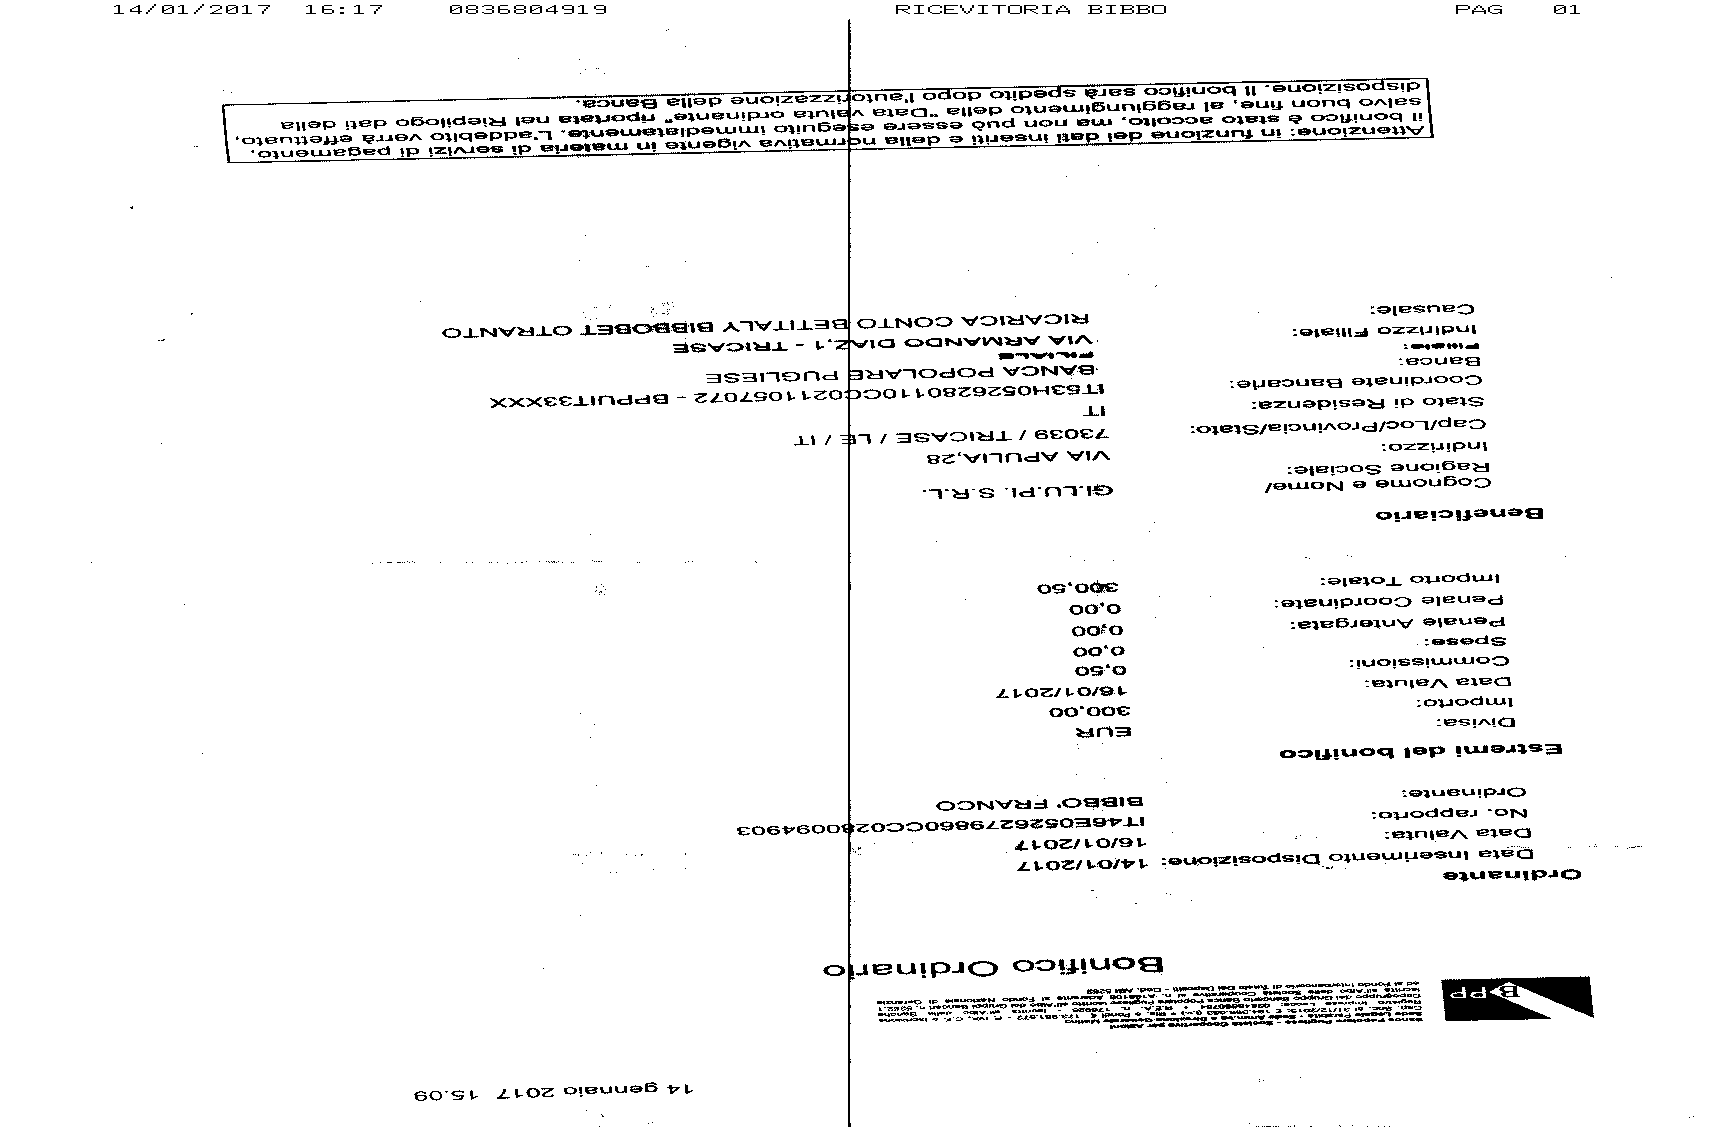 14/01/2017 16:17 0836804919 RICEVITORIA BIBBO PAG 01
14 gennaio 2017 15.09
BPP
Banca Popolare Pugliese - Società Cooperativa per Azioni
Bonifico Ordinario
Ordinante
Data Inserimento Disposizione: 14/01/2017
Data Valuta: 16/01/2017
No. rapporto: IT46E0526279860CC0280094903
Ordinante: BIBBO' FRANCO
Estremi del bonifico
Divisa: EUR
Importo: 300,00
Data Valuta: 16/01/2017
Commissioni: 0,50
Spese: 0,00
Penale Antergata: 0,00
Penale Coordinate: 0,00
Importo Totale: 300,50
Beneficiario
Cognome e Nome/
Ragione Sociale: GI.LU.PI. S.R.L.
Indirizzo: VIA APULIA,28
Cap/Loc/Provincia/Stato: 73039 / TRICASE / LE / IT
Stato di Residenza: IT
Coordinate Bancarie: IT53H0526280110CC0211057072 - BPPUIT33XXX
Banca: BANCA POPOLARE PUGLIESE
Filiale: FILIALE
Indirizzo Filiale: VIA ARMANDO DIAZ,1 - TRICASE
Causale: RICARICA CONTO BETITALY BIBBOBET OTRANTO
Attenzione: in funzione dei dati inseriti e della normativa vigente in materia di servizi di pagamento,
il bonifico è stato accolto, ma non può essere eseguito immediatamente. L'addebito verrà effettuato,
salvo buon fine, al raggiungimento della "Data valuta ordinante" riportata nel Riepilogo dati della
disposizione. Il bonifico sarà spedito dopo l'autorizzazione della Banca.